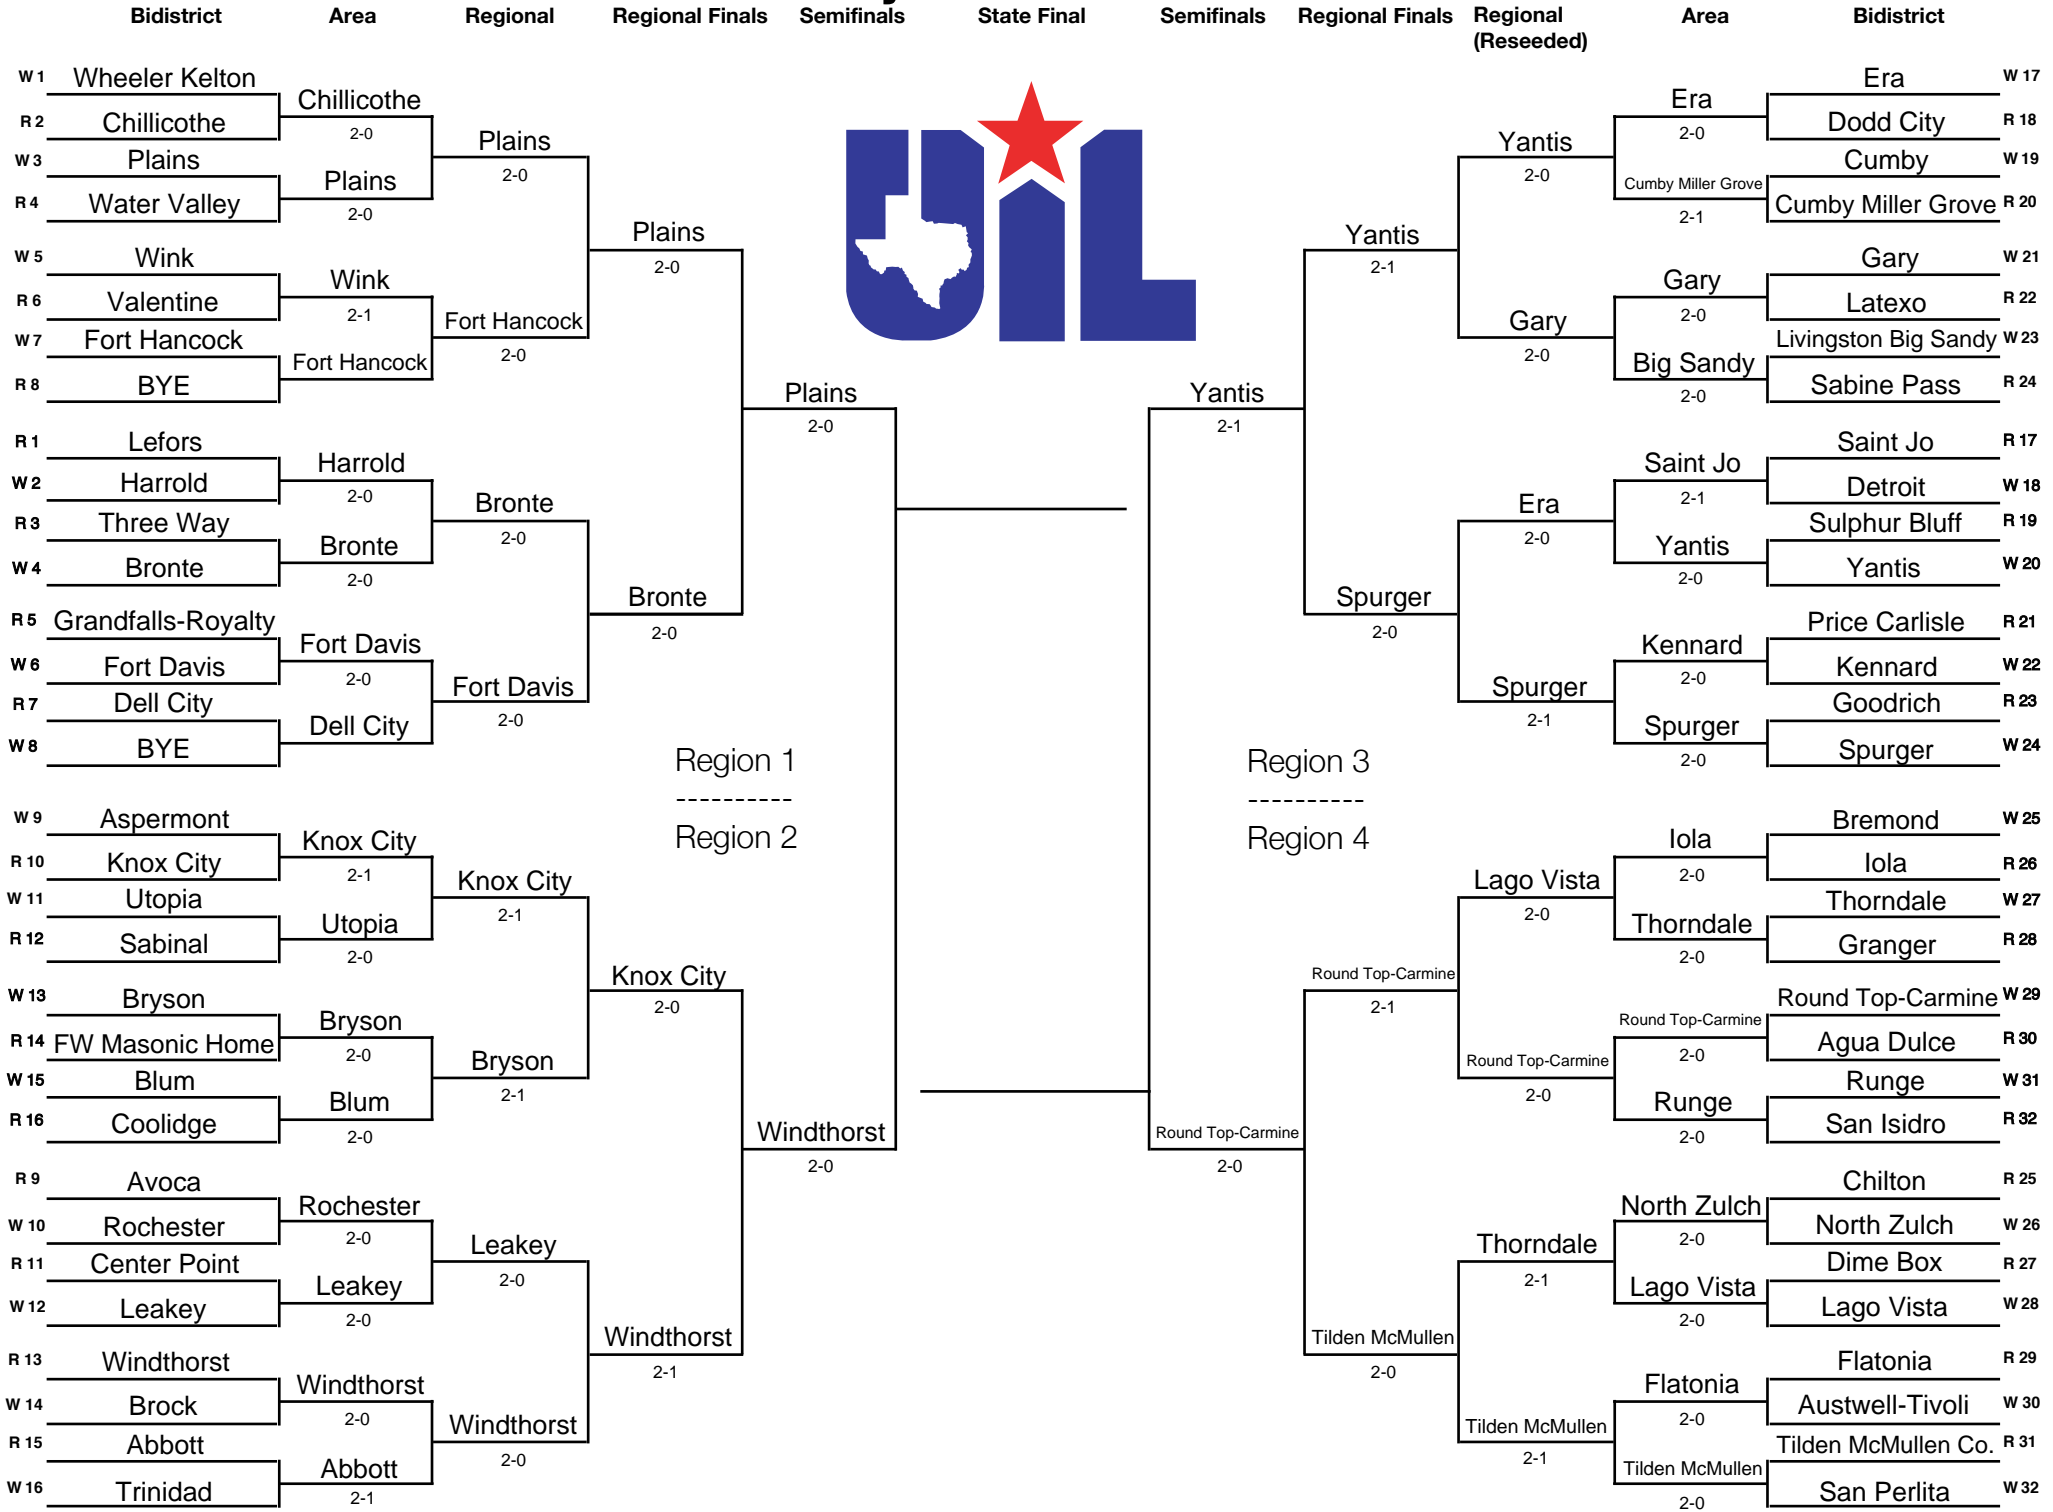 Bidistrict
Area
Regional
Regional Finals
Semifinals
State Final
Semifinals
Regional Finals
Regional
(Reseeded)
Area
Bidistrict
W 1 Wheeler Kelton
R 2 Chillicothe
W 3 Plains
R 4 Water Valley
W 5 Wink
R 6 Valentine
W 7 Fort Hancock
R 8 BYE
R 1 Lefors
W 2 Harrold
R 3 Three Way
W 4 Bronte
R 5 Grandfalls-Royalty
W 6 Fort Davis
R 7 Dell City
W 8 BYE
W 9 Aspermont
R 10 Knox City
W 11 Utopia
R 12 Sabinal
W 13 Bryson
R 14 FW Masonic Home
W 15 Blum
R 16 Coolidge
R 9 Avoca
W 10 Rochester
R 11 Center Point
W 12 Leakey
R 13 Windthorst
W 14 Brock
R 15 Abbott
W 16 Trinidad
Chillicothe
2-0
Plains
2-0
Wink
2-1
Fort Hancock
Harrold
2-0
Bronte
2-0
Fort Davis
2-0
Dell City
Knox City
2-1
Utopia
2-0
Bryson
2-0
Blum
2-0
Rochester
2-0
Leakey
2-0
Windthorst
2-0
Abbott
2-1
Plains
2-0
Fort Hancock
2-0
Bronte
2-0
Fort Davis
2-0
Knox City
2-1
Bryson
2-1
Leakey
2-0
Windthorst
2-0
Plains
2-0
Bronte
2-0
Region 1
----------
Region 2
Knox City
2-0
Windthorst
2-1
Plains
2-0
Windthorst
2-0
UIL
Yantis
2-1
Round Top-Carmine
2-0
Yantis
2-1
Spurger
2-0
Region 3
----------
Region 4
Round Top-Carmine
2-1
Tilden McMullen
2-0
Yantis
2-0
Gary
2-0
Era
2-0
Spurger
2-1
Lago Vista
2-0
Round Top-Carmine
2-0
Thorndale
2-1
Tilden McMullen
2-1
Era
2-0
Cumby Miller Grove
2-1
Gary
2-0
Big Sandy
2-0
Saint Jo
2-1
Yantis
2-0
Kennard
2-0
Spurger
2-0
Iola
2-0
Thorndale
2-0
Round Top-Carmine
2-0
Runge
2-0
North Zulch
2-0
Lago Vista
2-0
Flatonia
2-0
Tilden McMullen
2-0
Era W 17
Dodd City R 18
Cumby W 19
Cumby Miller Grove R 20
Gary W 21
Latexo R 22
Livingston Big Sandy W 23
Sabine Pass R 24
Saint Jo R 17
Detroit W 18
Sulphur Bluff R 19
Yantis W 20
Price Carlisle R 21
Kennard W 22
Goodrich R 23
Spurger W 24
Bremond W 25
Iola R 26
Thorndale W 27
Granger R 28
Round Top-Carmine W 29
Agua Dulce R 30
Runge W 31
San Isidro R 32
Chilton R 25
North Zulch W 26
Dime Box R 27
Lago Vista W 28
Flatonia R 29
Austwell-Tivoli W 30
Tilden McMullen Co. R 31
San Perlita W 32